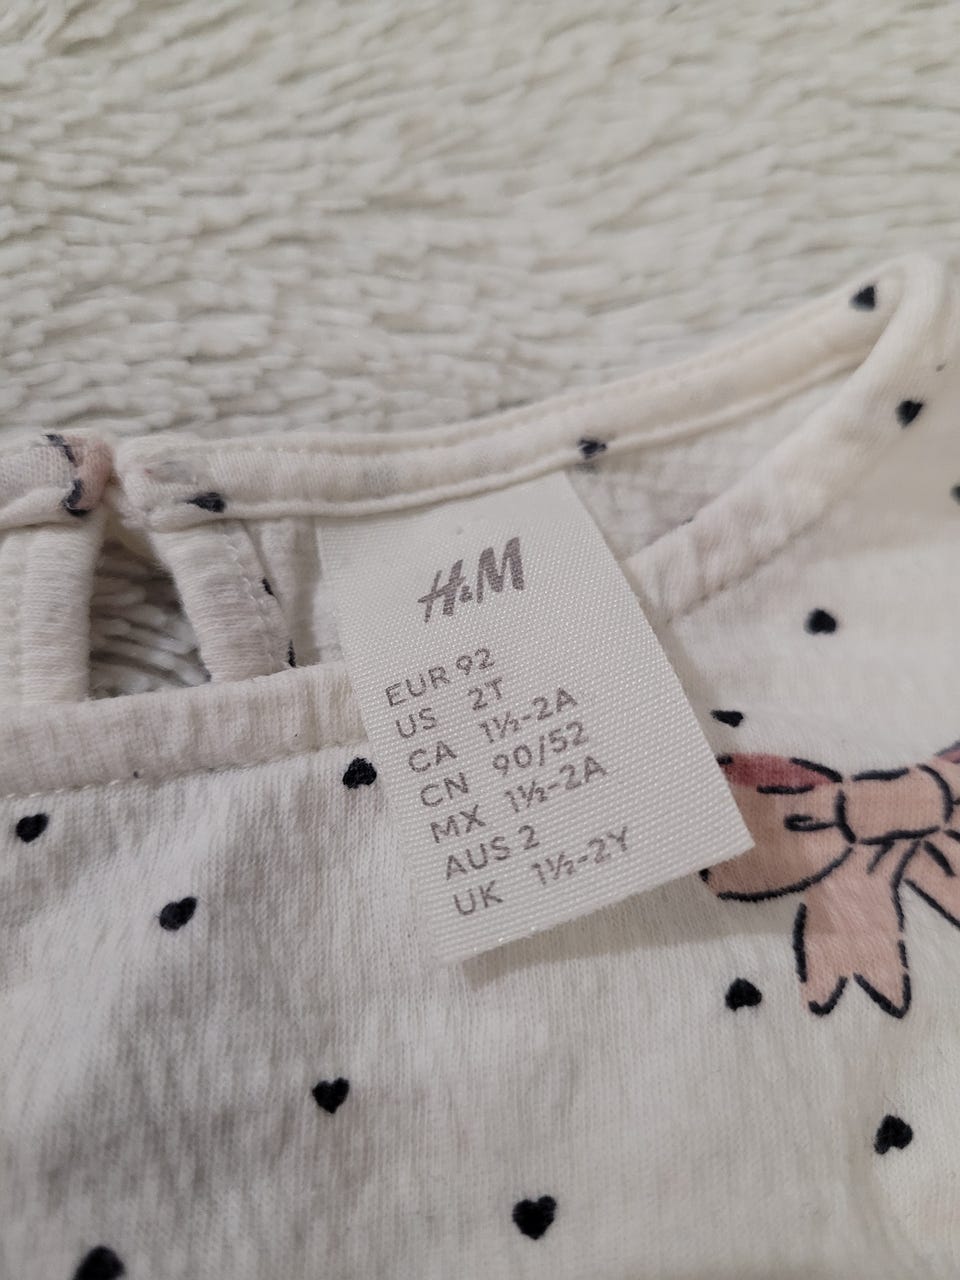 H&M
EUR 92
US 2T
CA 1½-2A
CN 90/52
MX 1½-2A
AUS 2
UK 1½-2Y